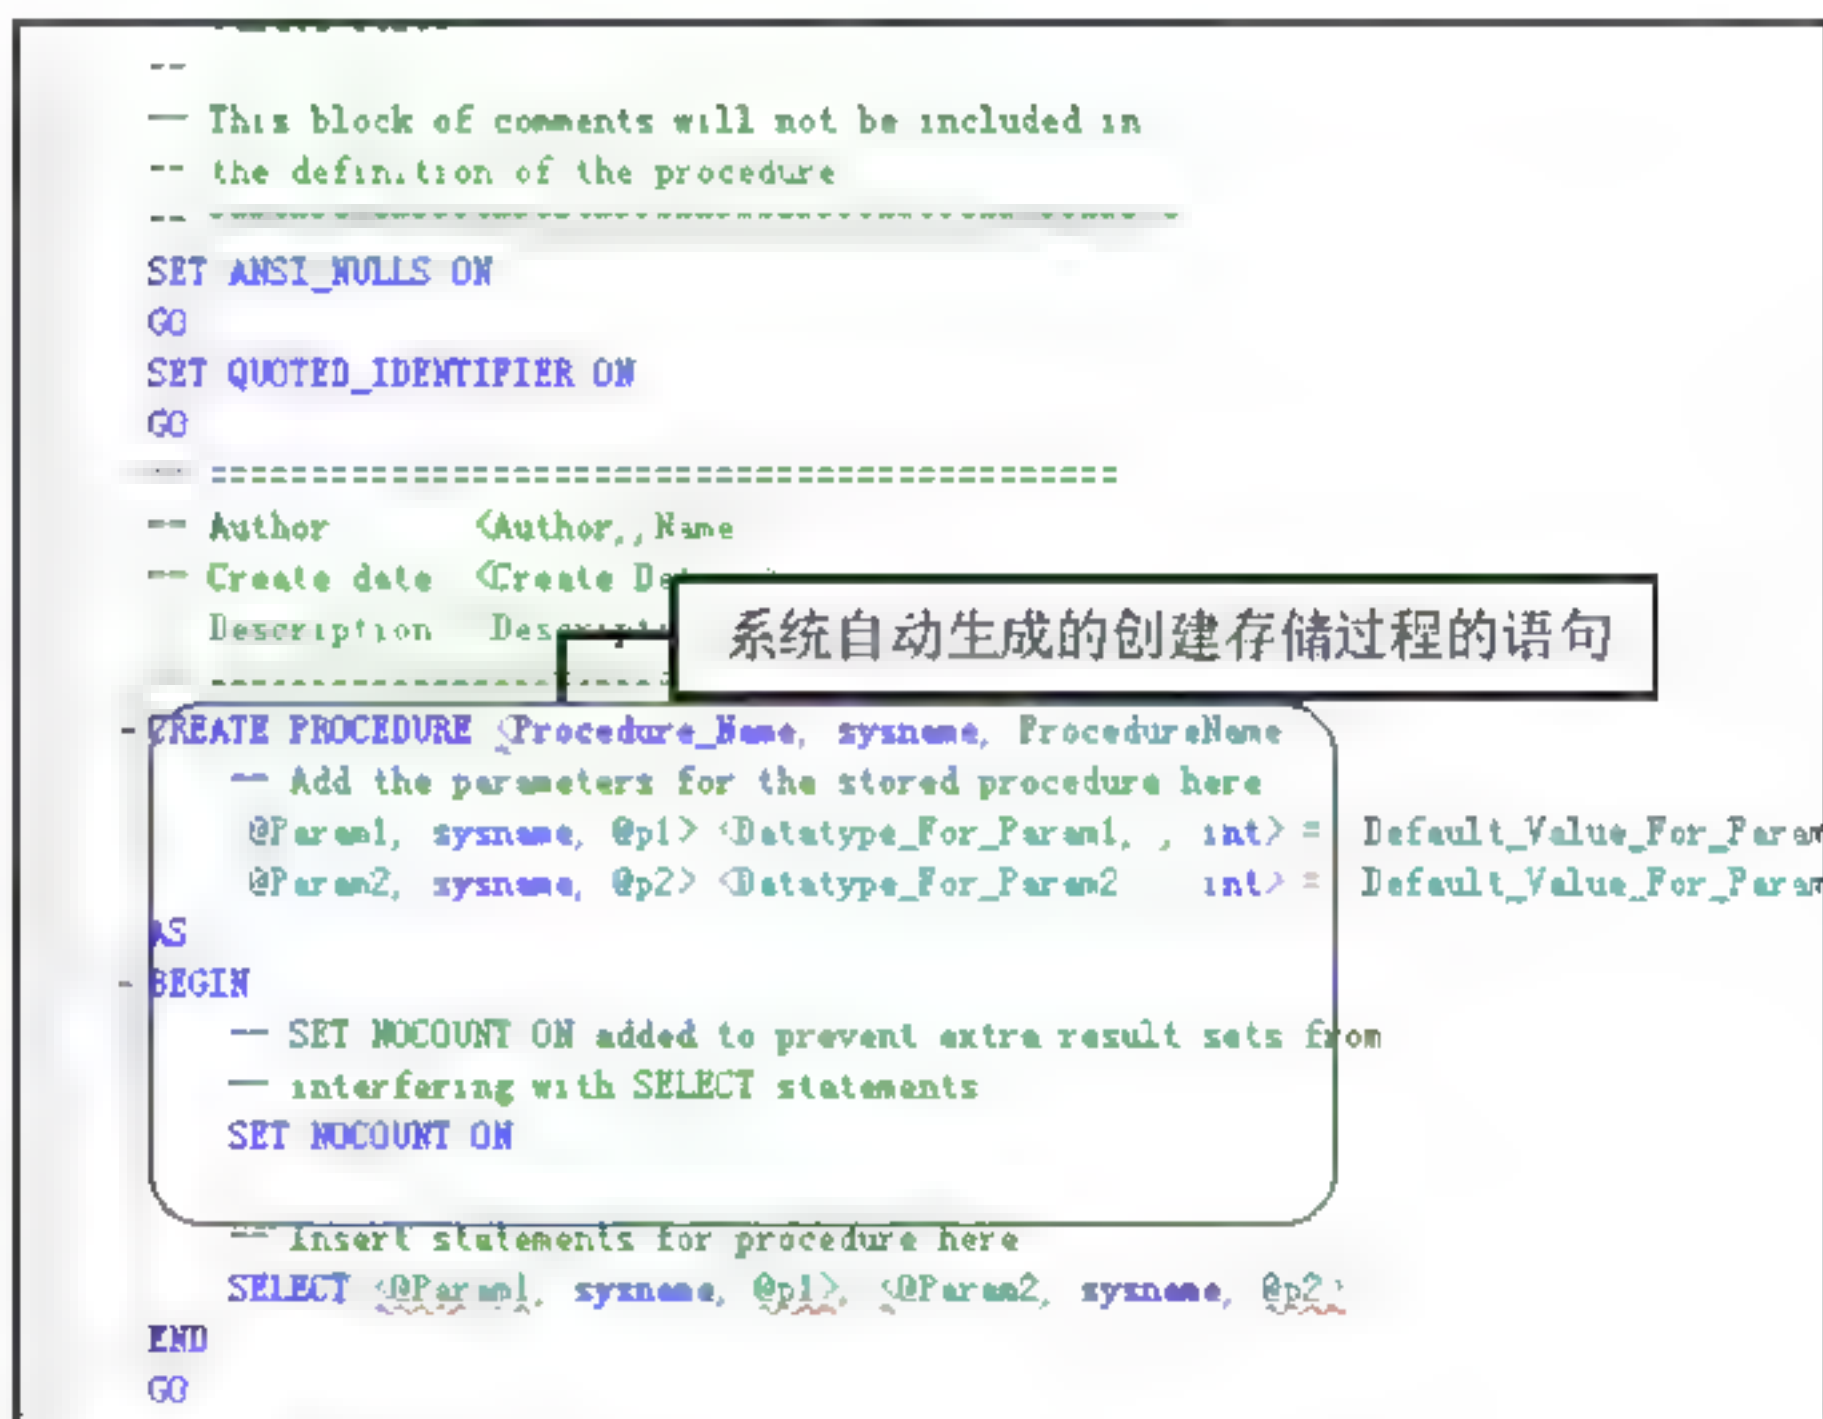 --
-- This block of comments will not be included in
-- the definition of the procedure
--
SET ANSI_NULLS ON
GO
SET QUOTED_IDENTIFIER ON
GO
=============================================
-- Author <Author,,Name
-- Create date <Create
Description
系统自动生成的创建存储过程的语句
- CREATE PROCEDURE <Procedure_Name, sysname, ProcedureName
-- Add the parameters for the stored procedure here
@Param1, sysname, @p1> <Datatype_For_Param1, , int> = Default_Value_For_Param
@Param2, sysname, @p2> <Datatype_For_Param2 int> = Default_Value_For_Param
AS
- BEGIN
-- SET NOCOUNT ON added to prevent extra result sets from
-- interfering with SELECT statements
SET NOCOUNT ON
-- Insert statements for procedure here
SELECT <@Param1, sysname, @p1>, <@Param2, sysname, @p2>
END
GO